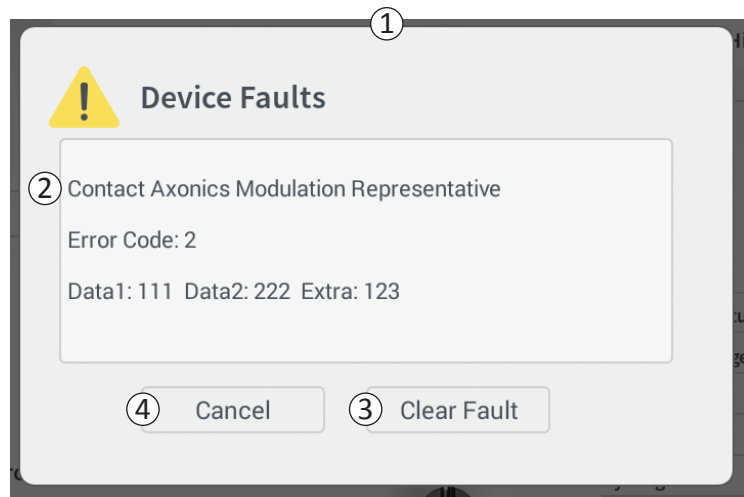 ①
Device Faults
② Contact Axonics Modulation Representative
Error Code: 2
Data1: 111 Data2: 222 Extra: 123
④ Cancel ③ Clear Fault